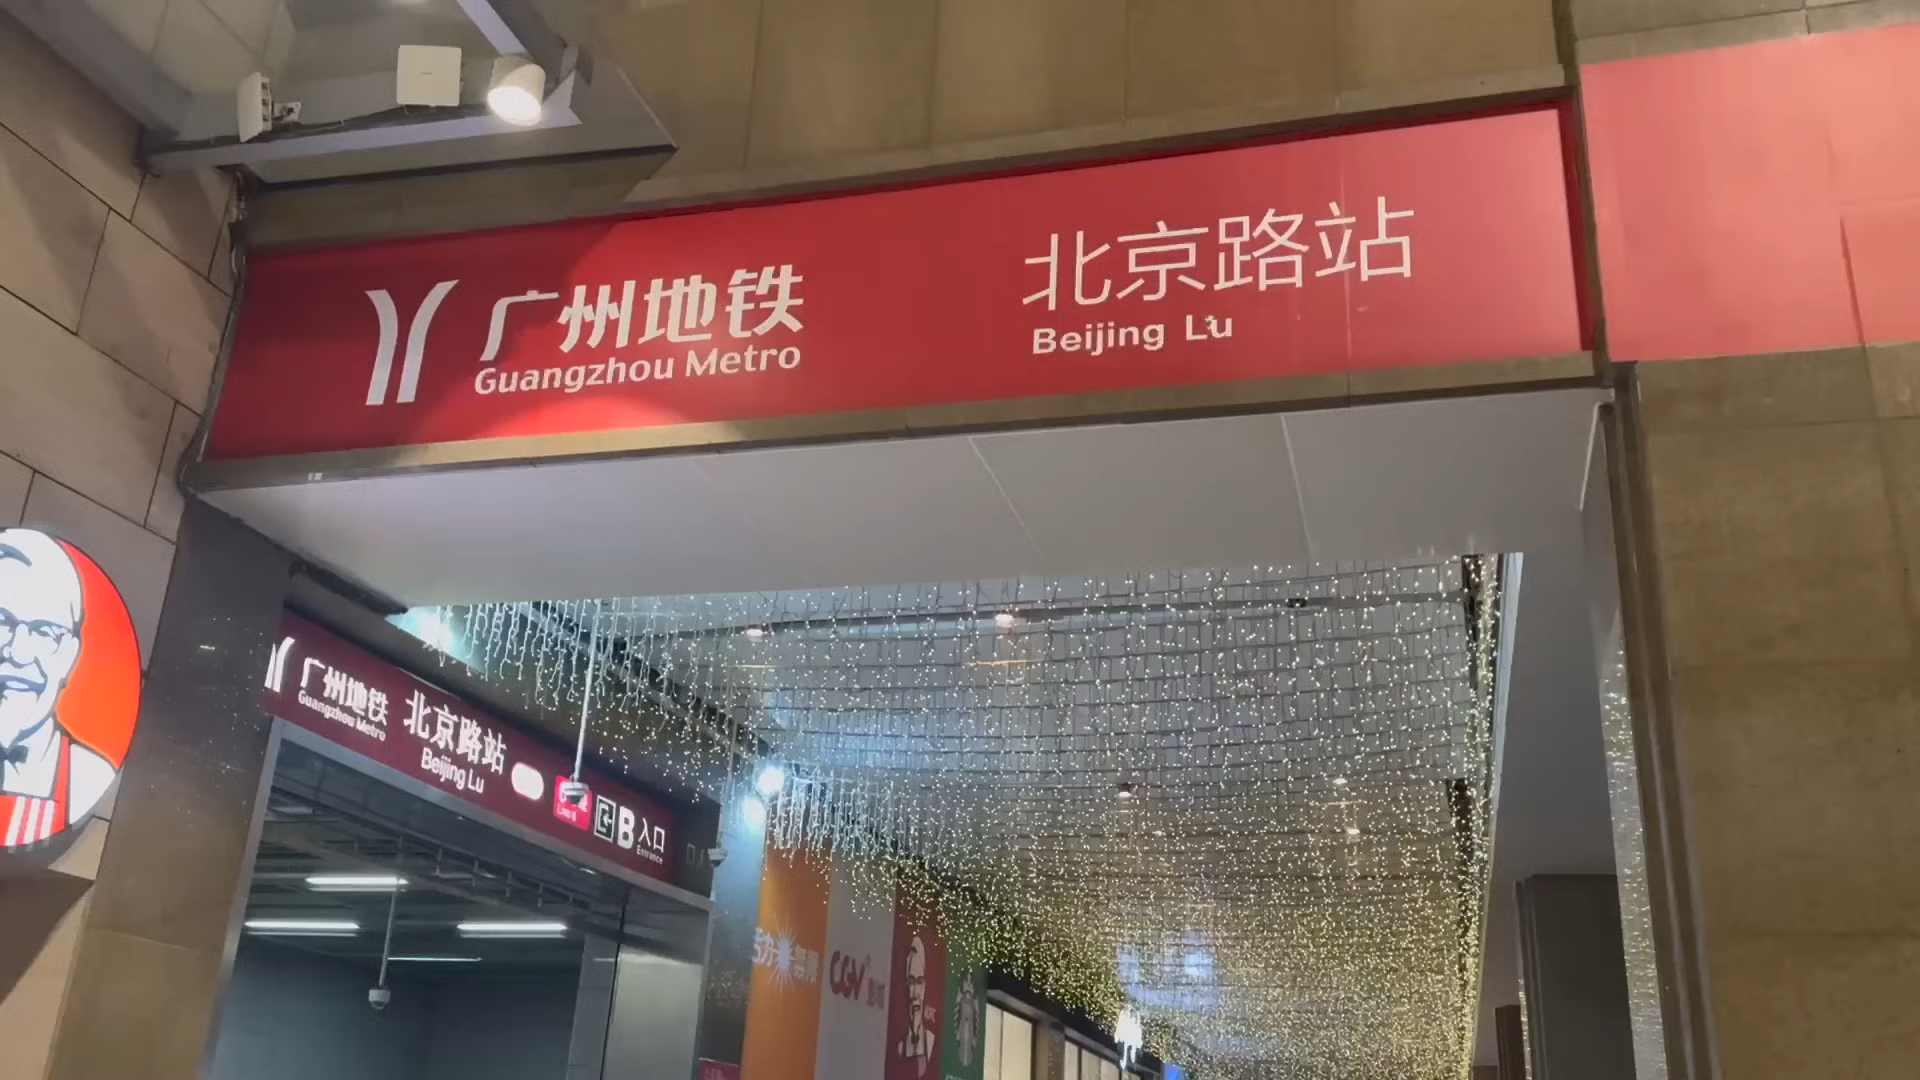 广州地铁
Guangzhou Metro
北京路站
Beijing Lu
广州地铁
Guangzhou Metro
北京路站
Beijing Lu
B 入口
Entrance
CGV
KFC